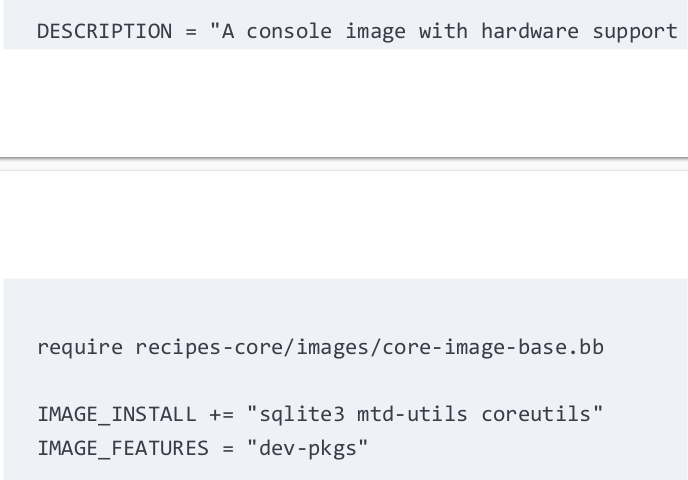 DESCRIPTION = "A console image with hardware support
require recipes-core/images/core-image-base.bb
IMAGE_INSTALL += "sqlite3 mtd-utils coreutils"
IMAGE_FEATURES = "dev-pkgs"